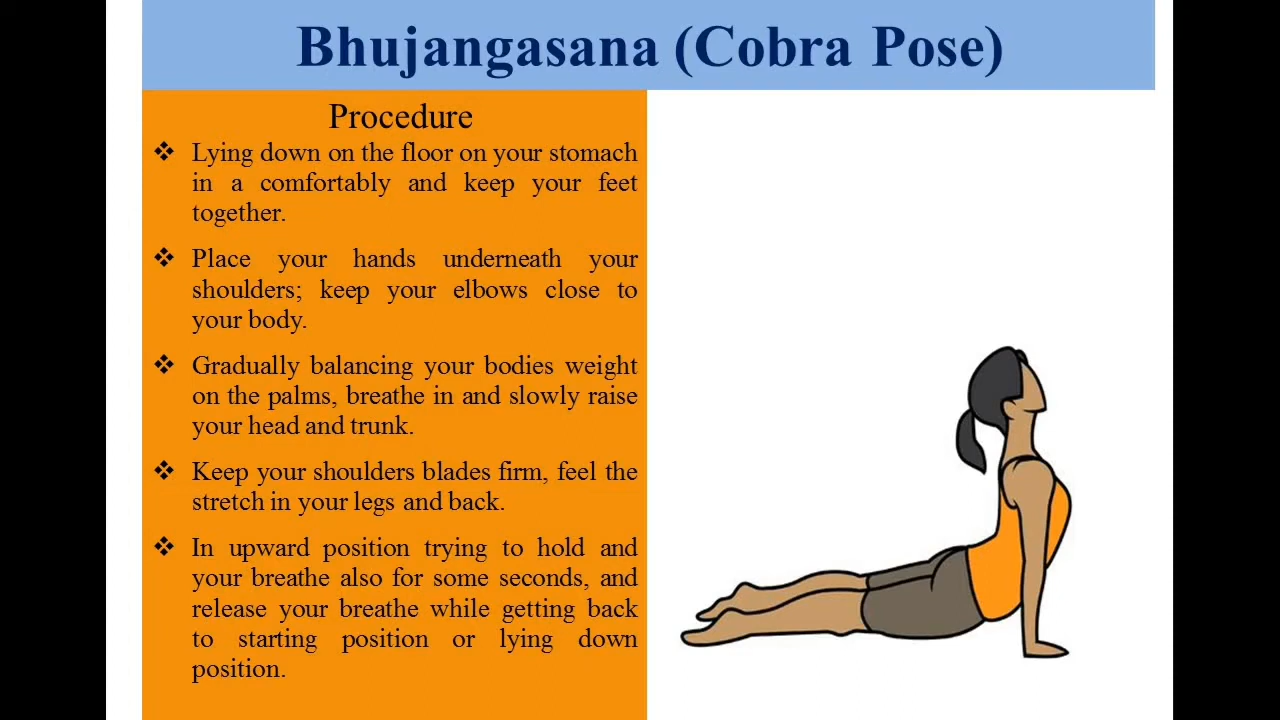 Bhujangasana (Cobra Pose)
Procedure
❖ Lying down on the floor on your stomach
in a comfortably and keep your feet
together.
❖ Place your hands underneath your
shoulders; keep your elbows close to
your body.
❖ Gradually balancing your bodies weight
on the palms, breathe in and slowly raise
your head and trunk.
❖ Keep your shoulders blades firm, feel the
stretch in your legs and back.
❖ In upward position trying to hold and
your breathe also for some seconds, and
release your breathe while getting back
to starting position or lying down
position.